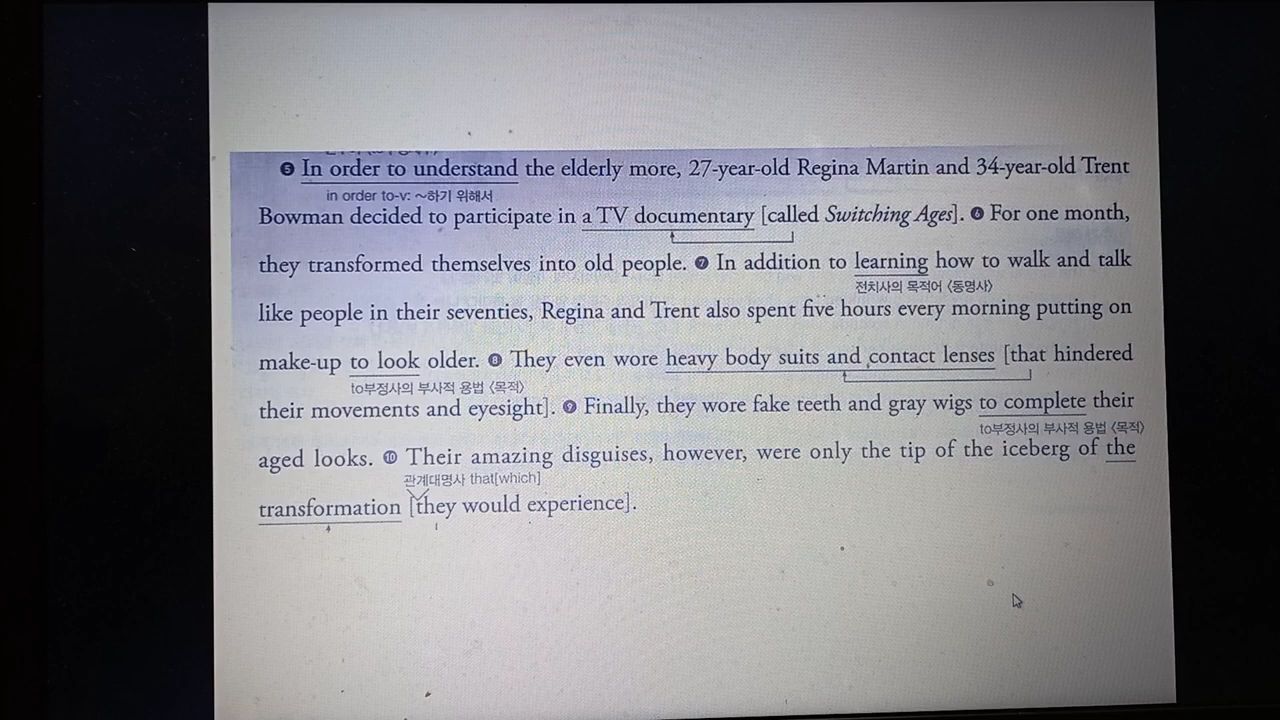 ❺ In order to understand the elderly more, 27-year-old Regina Martin and 34-year-old Trent
in order to-v: ~하기 위해서
Bowman decided to participate in a TV documentary [called Switching Ages]. ❻ For one month,
they transformed themselves into old people. ❼ In addition to learning how to walk and talk
전치사의 목적어 〈동명사〉
like people in their seventies, Regina and Trent also spent five hours every morning putting on
make-up to look older. ❽ They even wore heavy body suits and contact lenses [that hindered
to부정사의 부사적 용법 〈목적〉
their movements and eyesight]. ❾ Finally, they wore fake teeth and gray wigs to complete their
to부정사의 부사적 용법 〈목적〉
aged looks. ❿ Their amazing disguises, however, were only the tip of the iceberg of the
관계대명사 that[which]
transformation [they would experience].